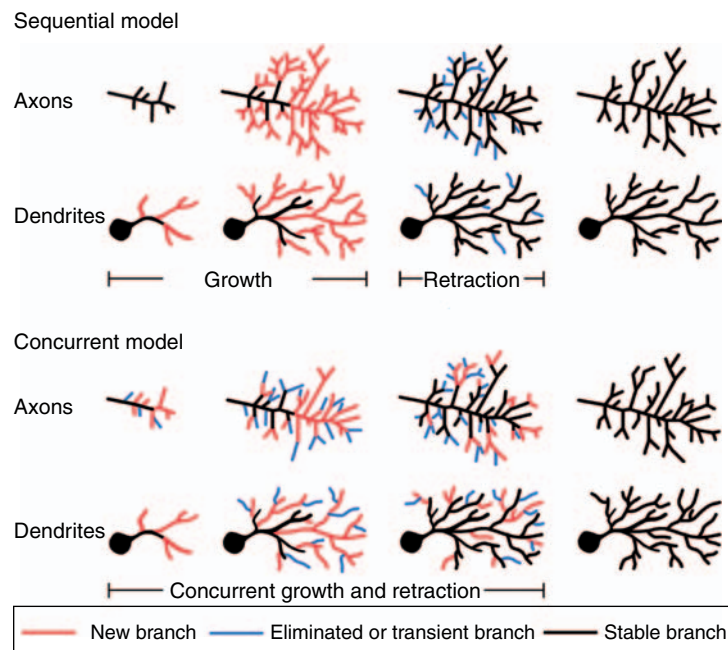 Sequential model
Axons
Dendrites
Growth
Retraction
Concurrent model
Axons
Dendrites
Concurrent growth and retraction
New branch
Eliminated or transient branch
Stable branch